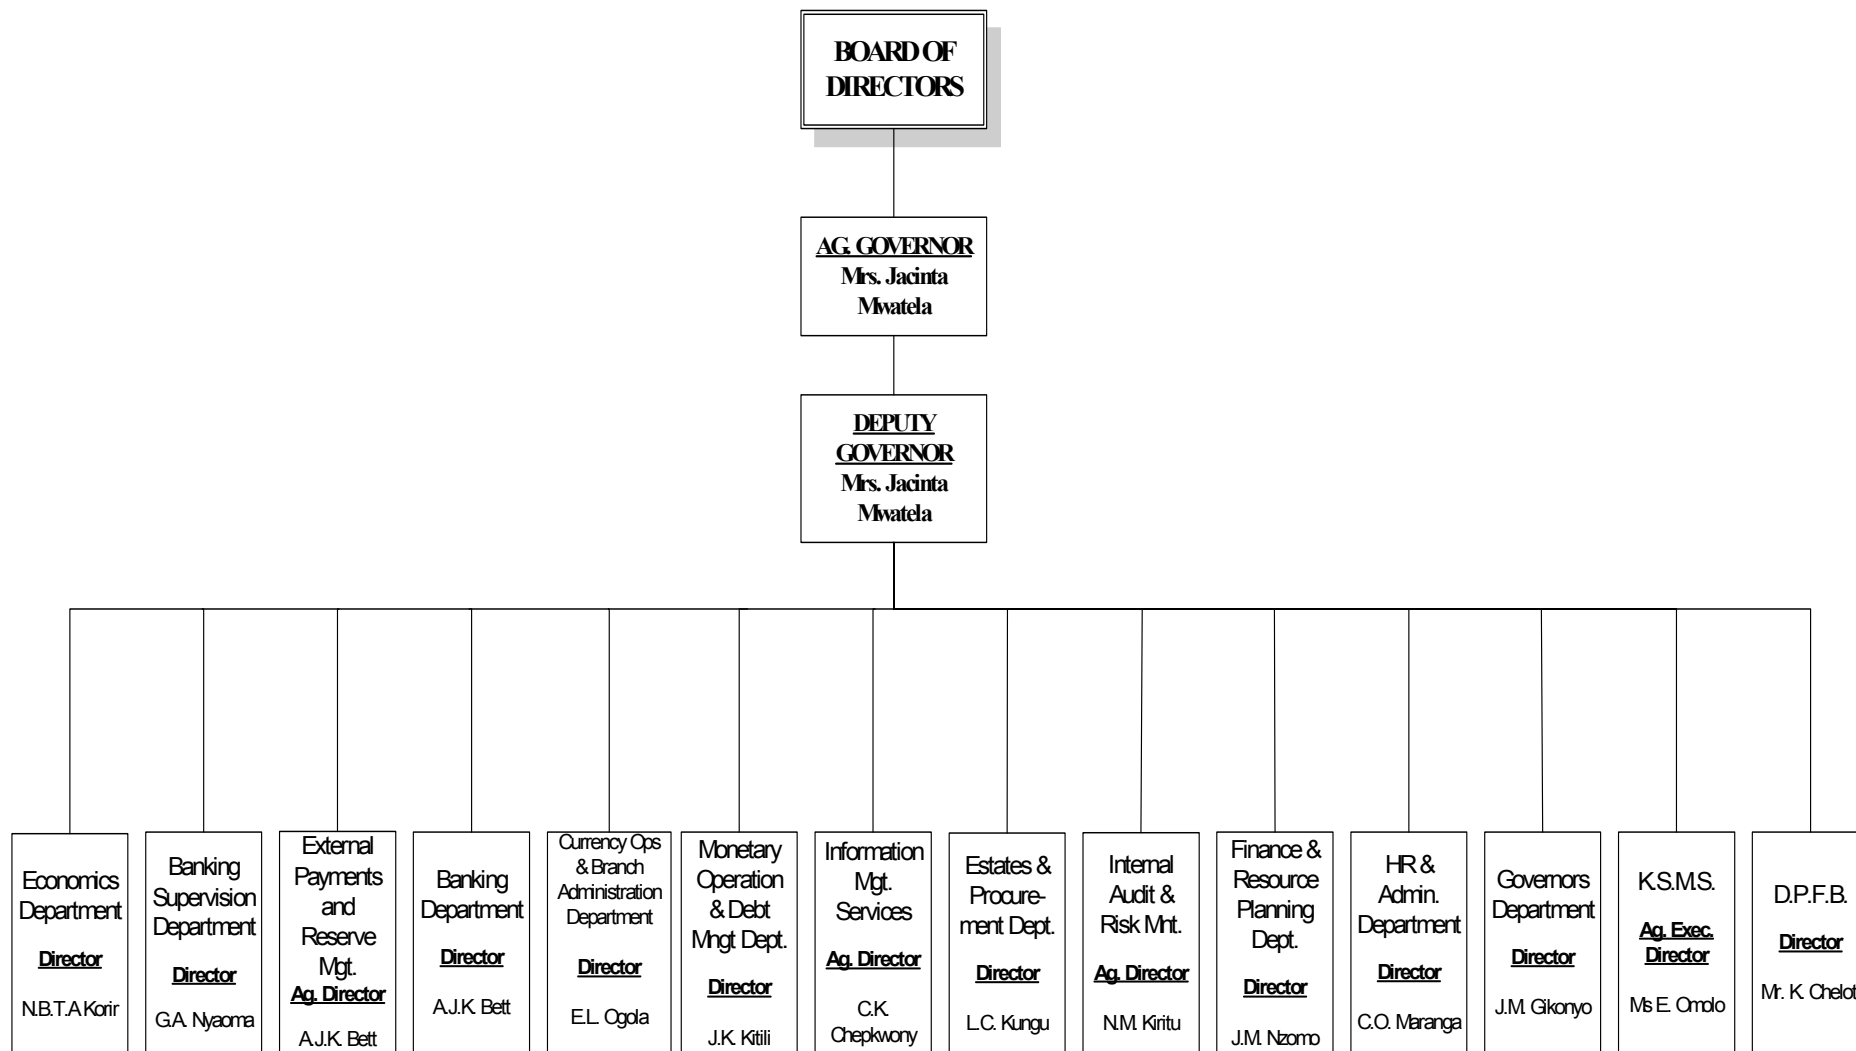 BOARD OF
DIRECTORS
AG. GOVERNOR
Mrs. Jacinta
Mwatela
DEPUTY
GOVERNOR
Mrs. Jacinta
Mwatela
Economics
Department
Director
N.B.T.A Korir
Banking
Supervision
Department
Director
G.A. Nyaoma
External
Payments
and
Reserve
Mgt.
Ag. Director
A.J.K. Bett
Banking
Department
Director
A.J.K. Bett
Currency Ops
& Branch
Administration
Department
Director
E.L. Ogola
Monetary
Operation
& Debt
Mngt Dept.
Director
J.K. Kitili
Information
Mgt.
Services
Ag. Director
C.K.
Chepkwony
Estates &
Procure-
ment Dept.
Director
L.C. Kungu
Internal
Audit &
Risk Mnt.
Ag. Director
N.M. Kiritu
Finance &
Resource
Planning
Dept.
Director
J.M. Nzomo
HR &
Admin.
Department
Director
C.O. Maranga
Governors
Department
Director
J.M. Gikonyo
K.S.M.S.
Ag. Exec.
Director
Ms E. Omolo
D.P.F.B.
Director
Mr. K. Chelot